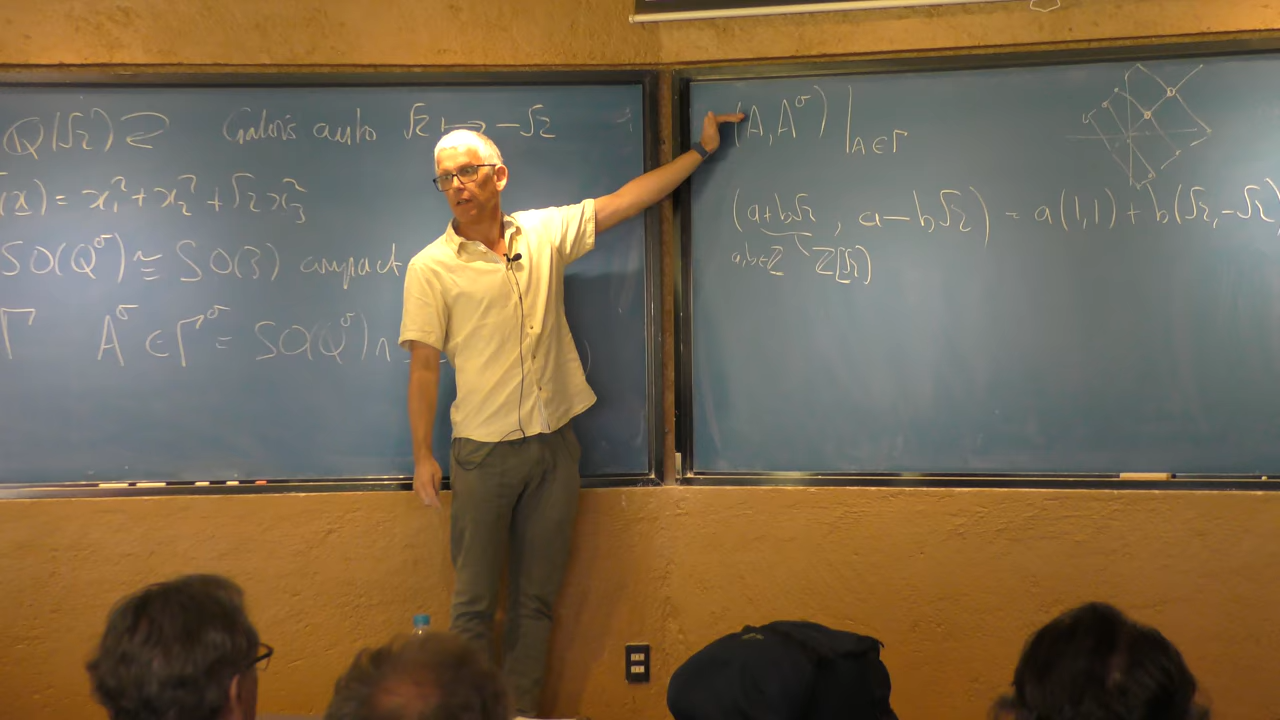 Q(√2) ⊋ Galois auto √2 ↦ -√2
(x) = x₁² + x₂² + √2 x₃²
SO(Q^σ) ≅ SO(3) compact
Γ A^σ ∈ Γ^σ = SO(Q^σ) ∩
(A, A^σ) | A ∈ Γ
(a+b√2, a-b√2) = a(1,1) + b(√2, -√2)
a,b∈ℤ ℤ[√2]